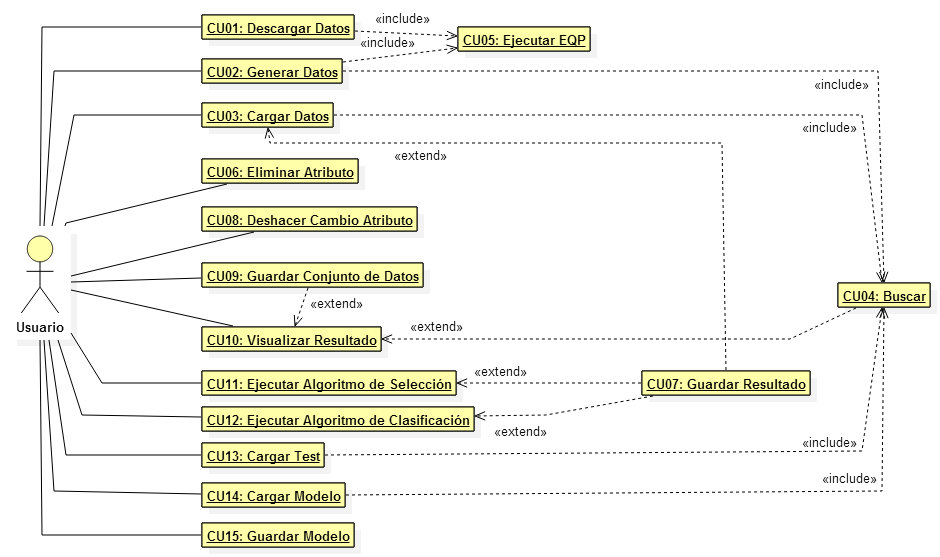 CU01: Descargar Datos
«include»
CU05: Ejecutar EQP
«include»
CU02: Generar Datos
«include»
CU03: Cargar Datos
«include»
«extend»
CU06: Eliminar Atributo
CU08: Deshacer Cambio Atributo
CU09: Guardar Conjunto de Datos
CU04: Buscar
«extend»
Usuario
«extend»
CU10: Visualizar Resultado
«extend»
CU11: Ejecutar Algoritmo de Selección
CU07: Guardar Resultado
CU12: Ejecutar Algoritmo de Clasificación
«extend»
«include»
CU13: Cargar Test
«include»
CU14: Cargar Modelo
CU15: Guardar Modelo